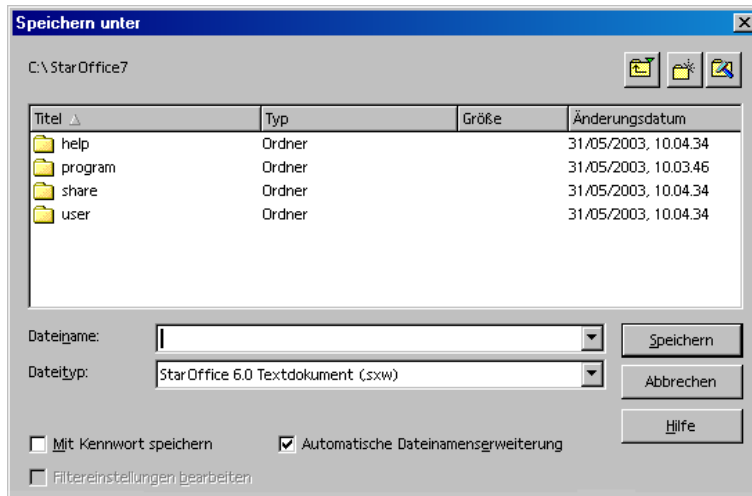 Speichern unter
C:\StarOffice7
Titel Typ Größe Änderungsdatum
help Ordner 31/05/2003, 10.04.34
program Ordner 31/05/2003, 10.03.46
share Ordner 31/05/2003, 10.04.34
user Ordner 31/05/2003, 10.04.34
Dateiname:
Speichern
Dateityp: StarOffice 6.0 Textdokument (.sxw)
Abbrechen
Hilfe
Mit Kennwort speichern Automatische Dateinamenserweiterung
Filtereinstellungen bearbeiten